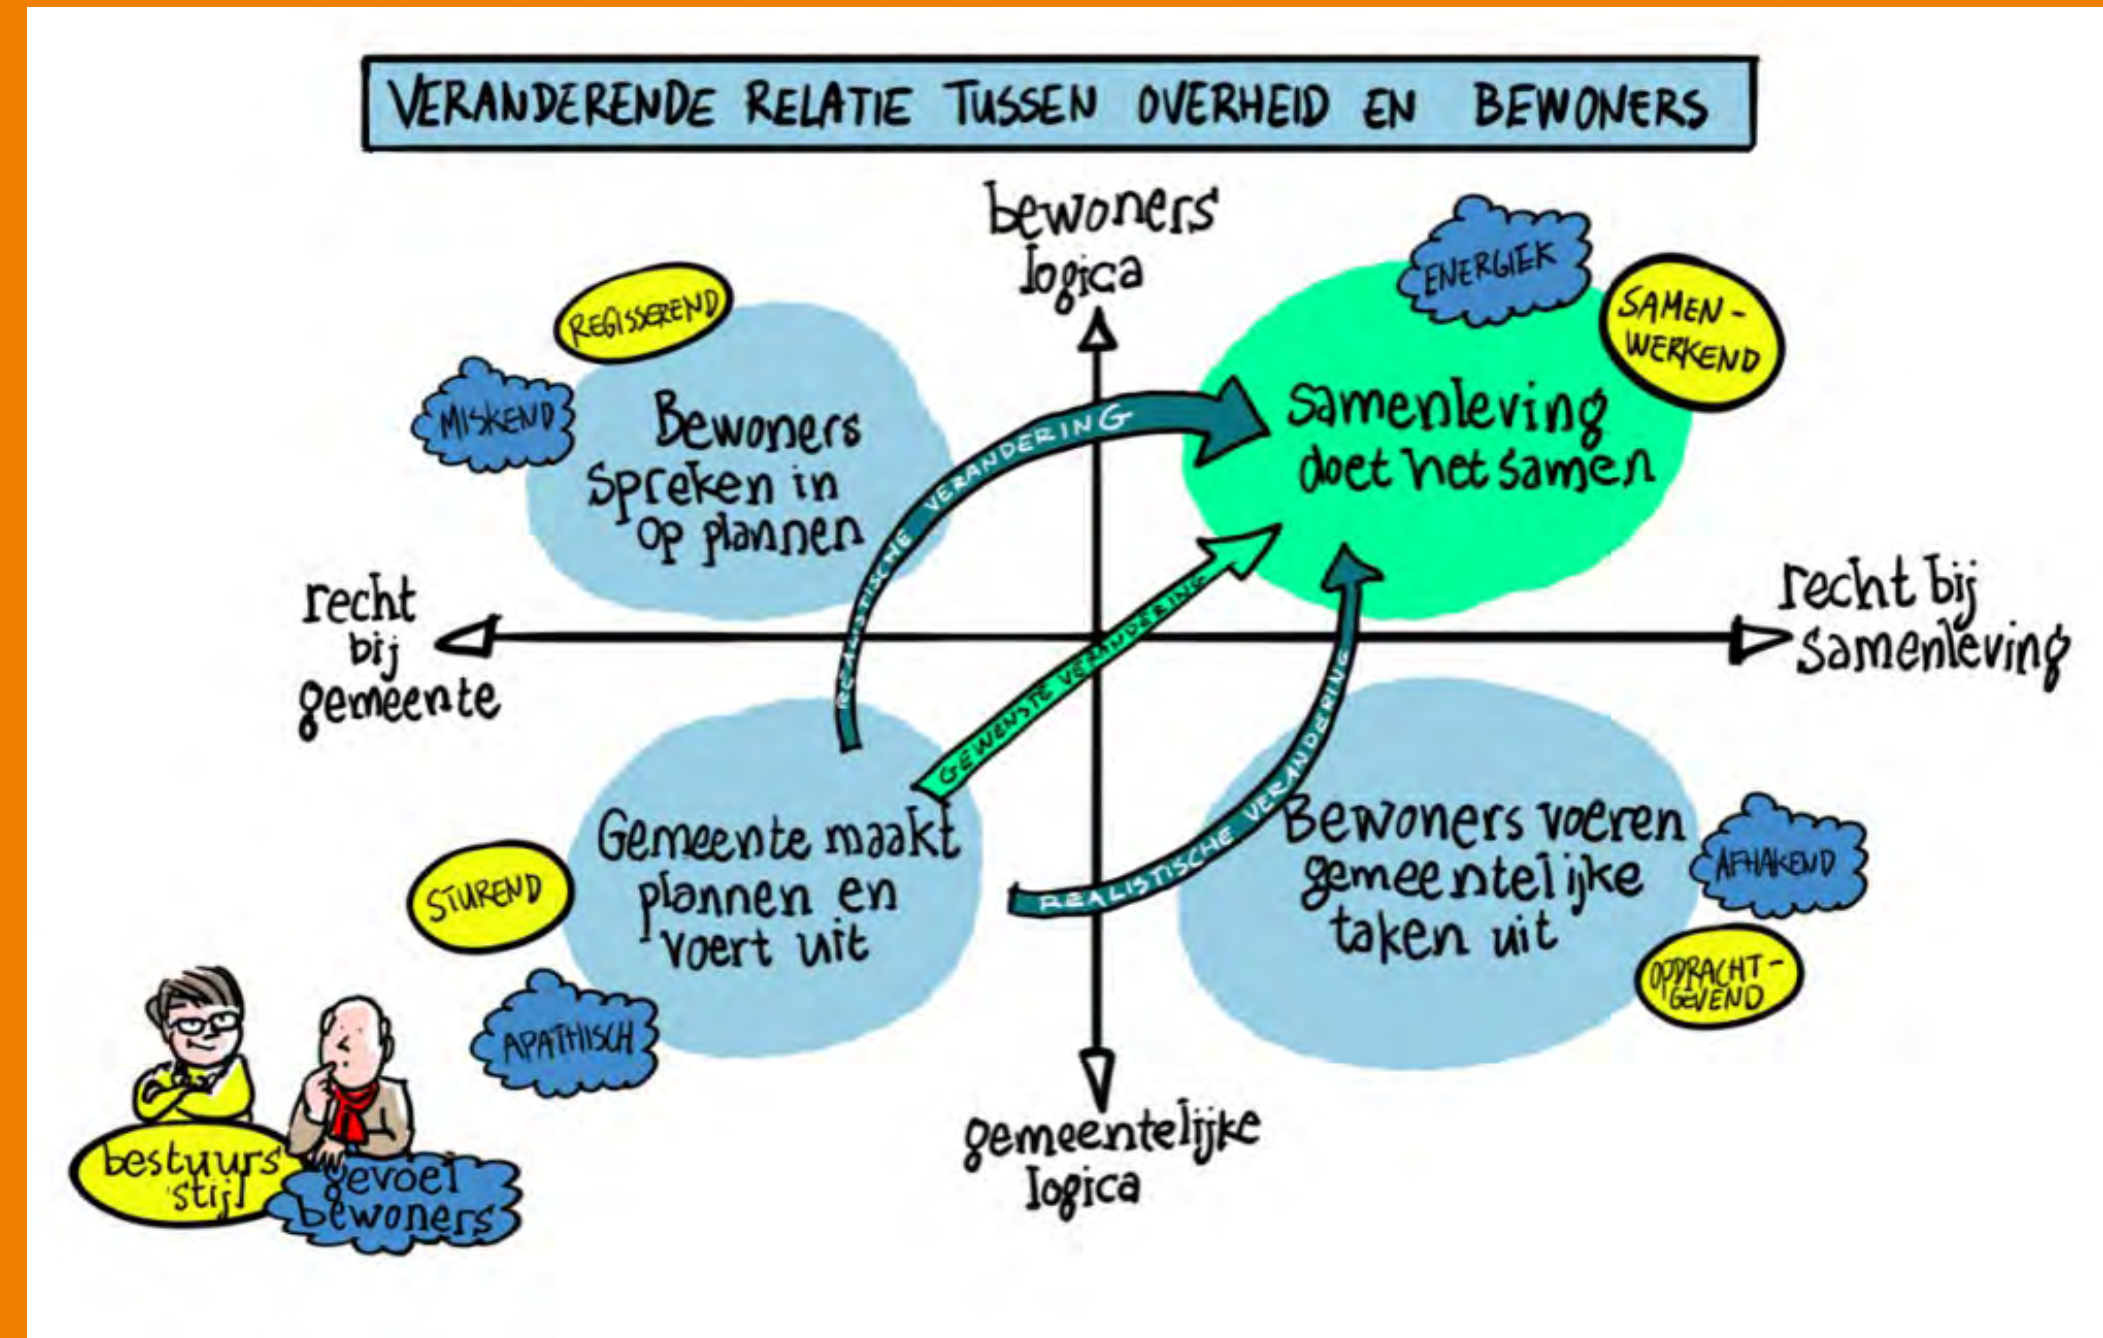 VERANDERENDE RELATIE TUSSEN OVERHEID EN BEWONERS
bewoners
logica
REGISSEREND
MISKEND
Bewoners
spreken in
op plannen
ENERGIEK
SAMEN-
WERKEND
samenleving
doet het samen
REALISTISCHE VERANDERING
GEWENSTE VERANDERING
REALISTISCHE VERANDERING
recht
bij
gemeente
recht bij
samenleving
Gemeente maakt
plannen en
voert uit
STUREND
APATHISCH
Bewoners voeren
gemeentelijke
taken uit
AFHAKEND
OPDRACHT-
GEVEND
gemeentelijke
logica
bestuurs
stijl
gevoel
bewoners